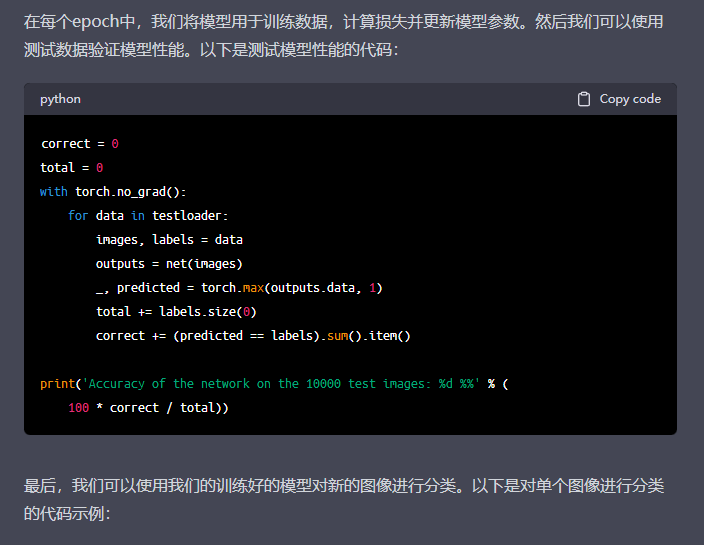 在每个epoch中，我们将模型用于训练数据，计算损失并更新模型参数。然后我们可以使用
测试数据验证模型性能。以下是测试模型性能的代码：
python Copy code
correct = 0
total = 0
with torch.no_grad():
    for data in testloader:
        images, labels = data
        outputs = net(images)
        _, predicted = torch.max(outputs.data, 1)
        total += labels.size(0)
        correct += (predicted == labels).sum().item()
print('Accuracy of the network on the 10000 test images: %d %%' % (
    100 * correct / total))
最后，我们可以使用我们的训练好的模型对新的图像进行分类。以下是对单个图像进行分类
的代码示例：